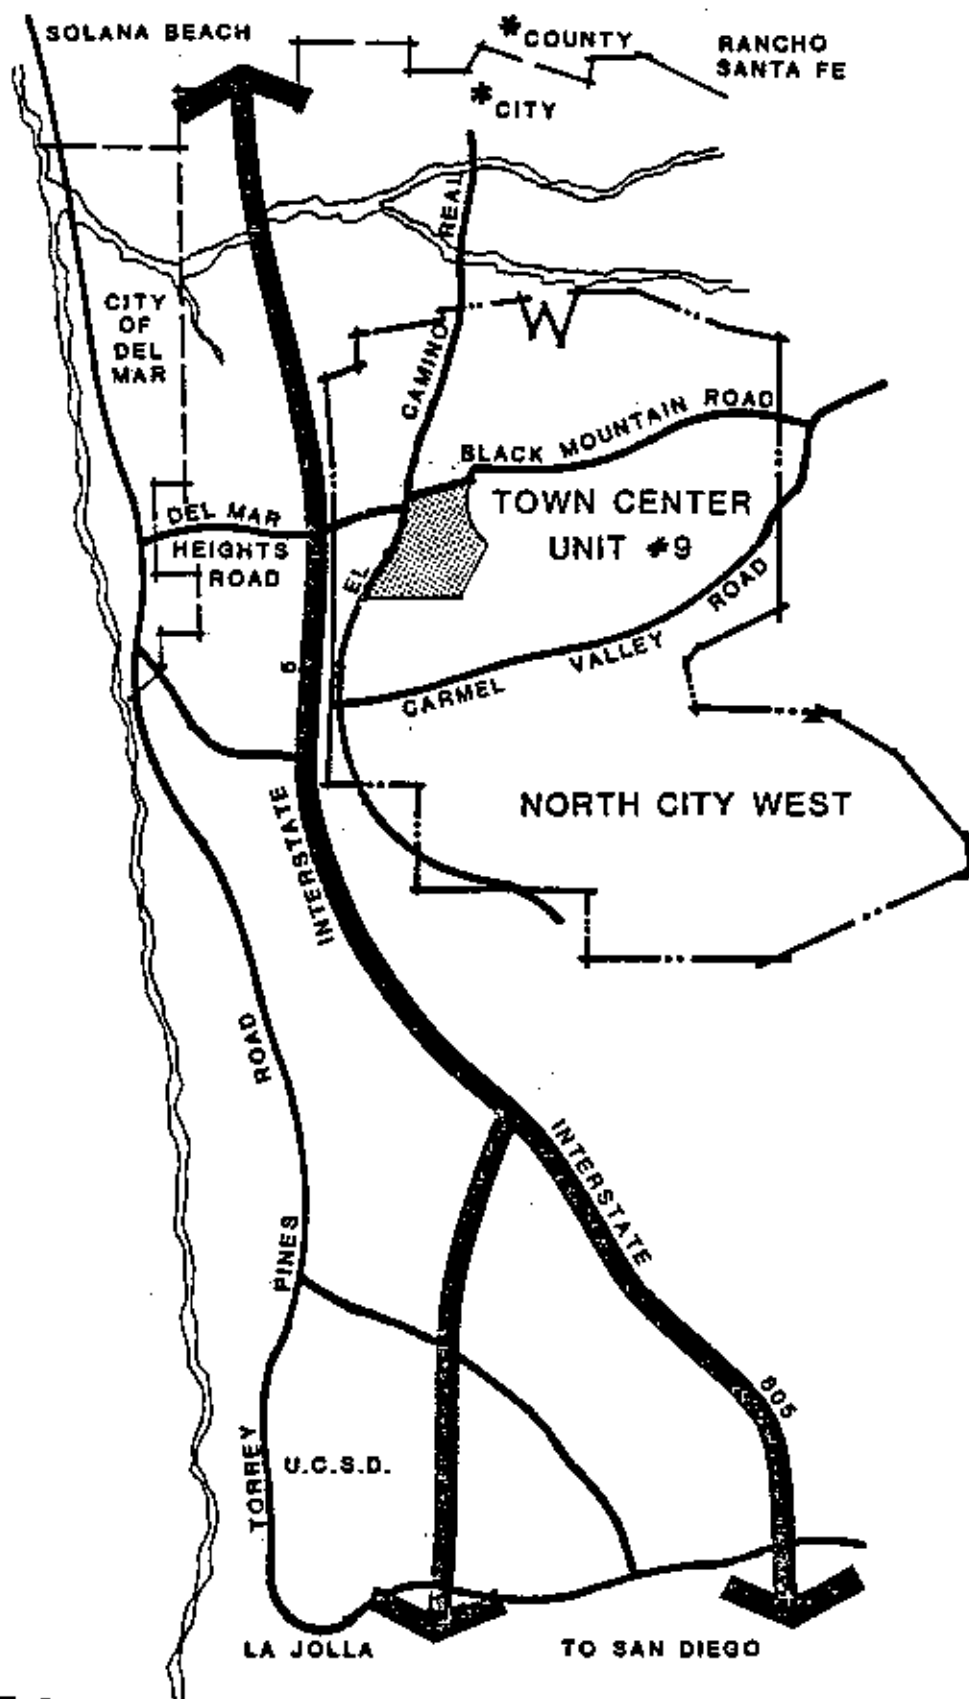 SOLANA BEACH
*COUNTY
RANCHO
SANTA FE
*CITY
CITY
OF
DEL
MAR
EL CAMINO REAL
BLACK MOUNTAIN ROAD
TOWN CENTER
UNIT #9
DEL MAR
HEIGHTS
ROAD
CARMEL VALLEY ROAD
INTERSTATE 5
NORTH CITY WEST
INTERSTATE 805
TORREY PINES ROAD
U.C.S.D.
LA JOLLA
TO SAN DIEGO